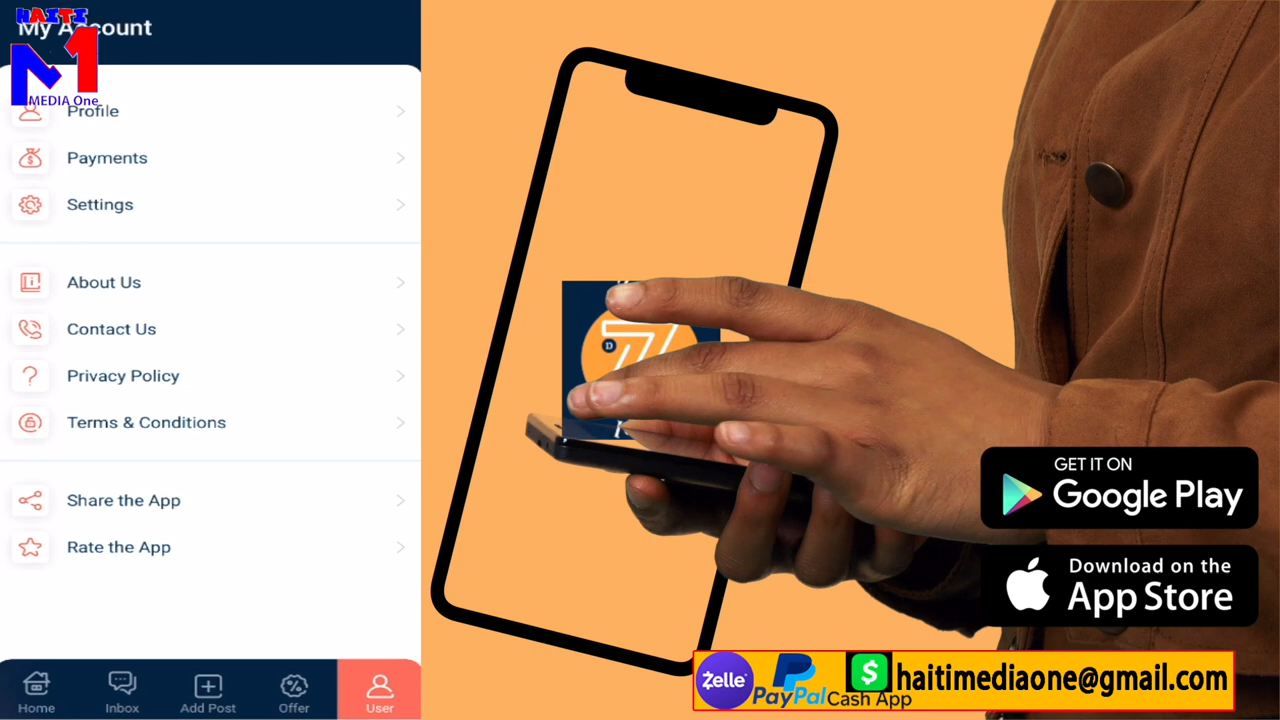 HAITI
My Account
M1
MEDIA One
Profile
Payments
Settings
About Us
Contact Us
Privacy Policy
Terms & Conditions
Share the App
Rate the App
Home
Inbox
Add Post
Offer
User
D
GET IT ON
Google Play
Download on the
App Store
Zelle
PayPal
$
Cash App
haitimediaone@gmail.com